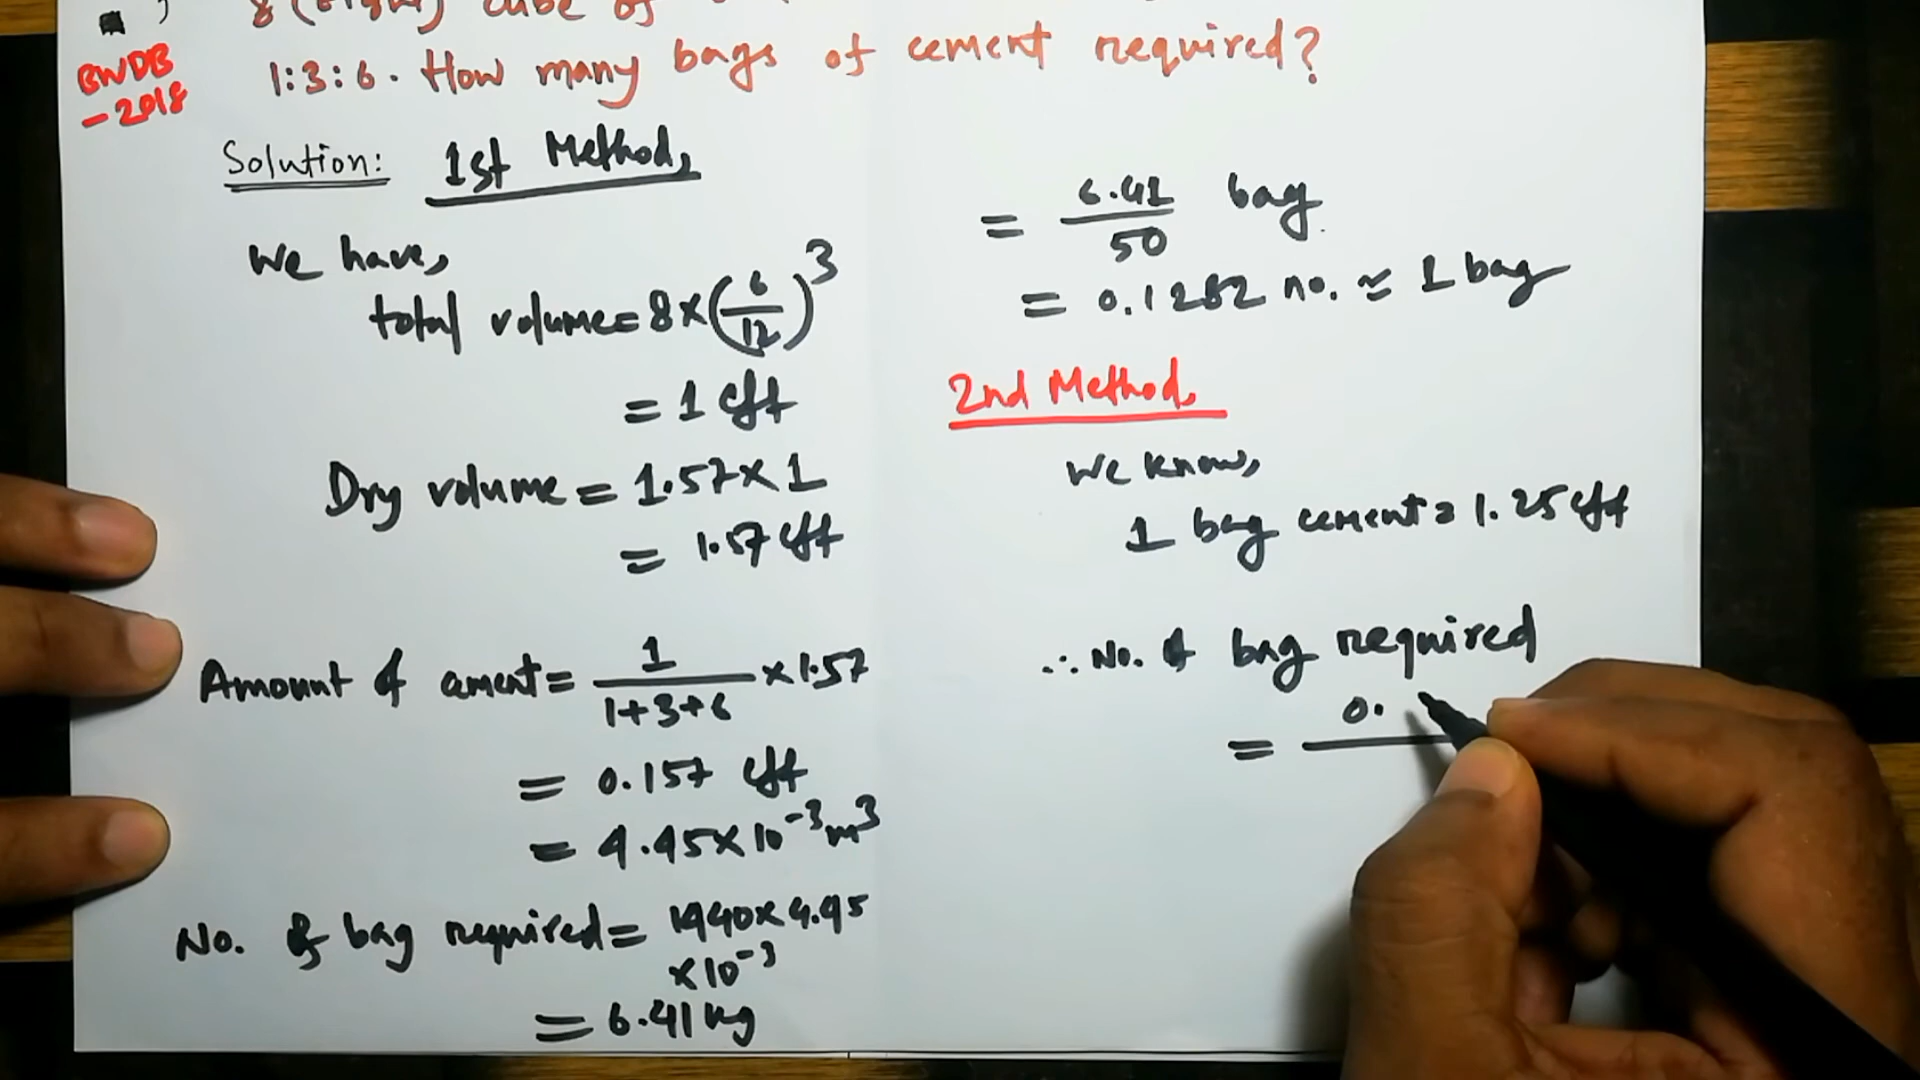 8 (Eight) cube of
1:3:6. How many bags of cement required?
BWDB
-2018
Solution: 1st Method,
We have,
total volume = 8 × (6/12)^3
= 1 cft
Dry volume = 1.57 × 1
= 1.57 cft
Amount of cement = 1/(1+3+6) × 1.57
= 0.157 cft
= 4.45 × 10^-3 m^3
No. of bag required = 1440 × 4.45
× 10^-3
= 6.41 kg
= 6.41/50 bag
= 0.1282 no. ≈ 1 bag
2nd Method,
We know,
1 bag cement = 1.25 cft
∴ No. of bag required
= 0.